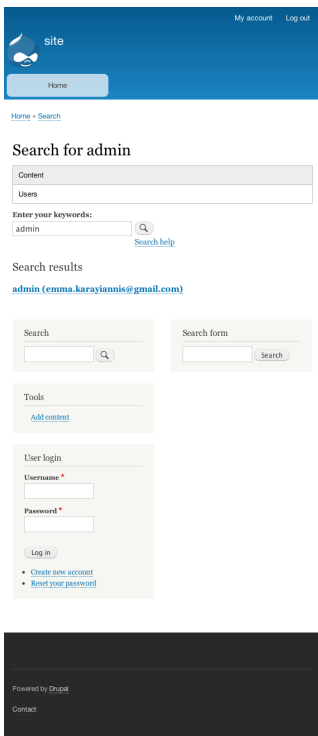 My account Log out
site
Home
Home » Search
Search for admin
Content
Users
Enter your keywords:
admin
Search help
Search results
admin (emma.karayiannis@gmail.com)
Search
Search form
Search
Tools
Add content
User login
Username *
Password *
Log in
Create new account
Reset your password
Powered by Drupal
Contact